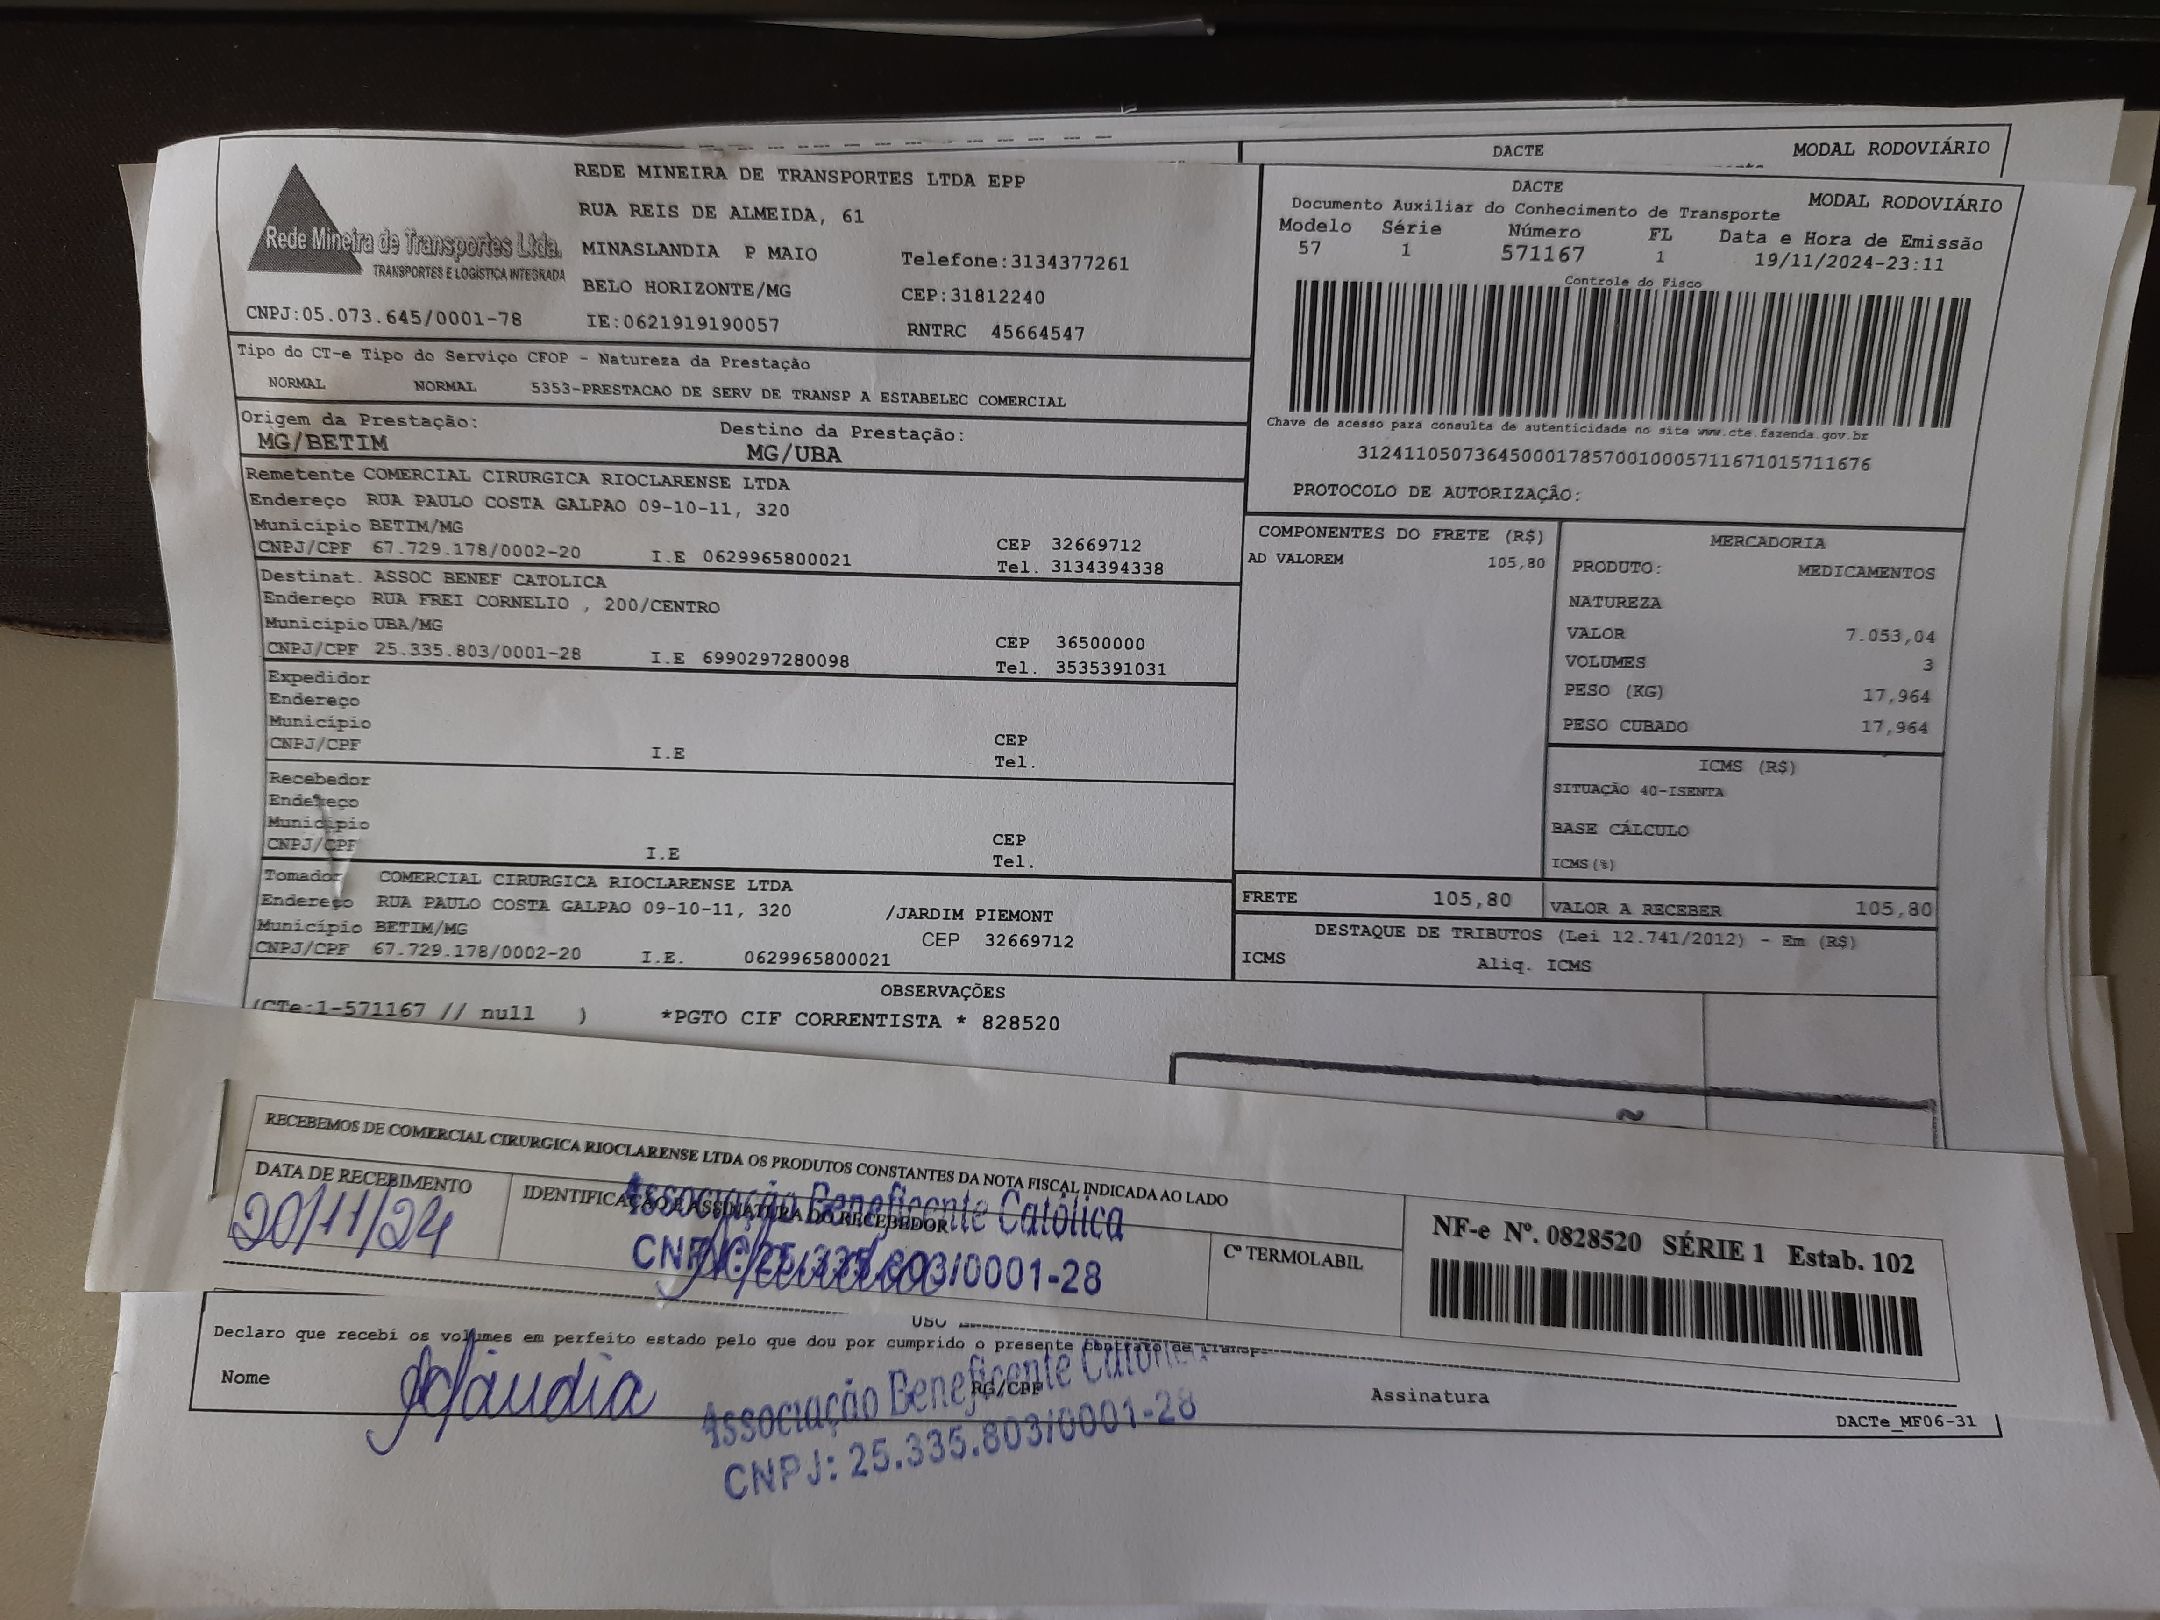 DACTE MODAL RODOVIÁRIO
Rede Mineira de Transportes Ltda.
TRANSPORTES E LOGÍSTICA INTEGRADA
REDE MINEIRA DE TRANSPORTES LTDA EPP
RUA REIS DE ALMEIDA, 61
MINASLANDIA P MAIO Telefone:3134377261
BELO HORIZONTE/MG CEP:31812240
CNPJ:05.073.645/0001-78 IE:0621919190057 RNTRC 45664547
DACTE MODAL RODOVIÁRIO
Documento Auxiliar do Conhecimento de Transporte
Modelo Série Número FL Data e Hora de Emissão
57 1 571167 1 19/11/2024-23:11
Controle do Fisco
Chave de acesso para consulta de autenticidade no site www.cte.fazenda.gov.br
31241105073645000178570010005711671015711676
PROTOCOLO DE AUTORIZAÇÃO:
Tipo do CT-e Tipo do Serviço CFOP - Natureza da Prestação
NORMAL NORMAL 5353-PRESTACAO DE SERV DE TRANSP A ESTABELEC COMERCIAL
Origem da Prestação: Destino da Prestação:
MG/BETIM MG/UBA
Remetente COMERCIAL CIRURGICA RIOCLARENSE LTDA
Endereço RUA PAULO COSTA GALPAO 09-10-11, 320
Município BETIM/MG CEP 32669712
CNPJ/CPF 67.729.178/0002-20 I.E 0629965800021 Tel. 3134394338
Destinat. ASSOC BENEF CATOLICA
Endereço RUA FREI CORNELIO , 200/CENTRO
Município UBA/MG CEP 36500000
CNPJ/CPF 25.335.803/0001-28 I.E 6990297280098 Tel. 3535391031
Expedidor
Endereço
Município CEP
CNPJ/CPF I.E Tel.
Recebedor
Endereço
Município CEP
CNPJ/CPF I.E Tel.
Tomador COMERCIAL CIRURGICA RIOCLARENSE LTDA
Endereço RUA PAULO COSTA GALPAO 09-10-11, 320 /JARDIM PIEMONT
Município BETIM/MG CEP 32669712
CNPJ/CPF 67.729.178/0002-20 I.E. 0629965800021
COMPONENTES DO FRETE (R$)
AD VALOREM 105,80
MERCADORIA
PRODUTO: MEDICAMENTOS
NATUREZA
VALOR 7.053,04
VOLUMES 3
PESO (KG) 17,964
PESO CUBADO 17,964
ICMS (R$)
SITUAÇÃO 40-ISENTA
BASE CÁLCULO
ICMS(%)
FRETE 105,80 VALOR A RECEBER 105,80
DESTAQUE DE TRIBUTOS (Lei 12.741/2012) - Em (R$)
ICMS Aliq. ICMS
OBSERVAÇÕES
(CTe:1-571167 // null ) *PGTO CIF CORRENTISTA * 828520
RECEBEMOS DE COMERCIAL CIRURGICA RIOCLARENSE LTDA OS PRODUTOS CONSTANTES DA NOTA FISCAL INDICADA AO LADO
DATA DE RECEBIMENTO IDENTIFICAÇÃO E ASSINATURA DO RECEBEDOR
20/11/24
Associação Beneficente Católica
CNPJ: 25.335.803/0001-28
Cº TERMOLABIL
NF-e Nº. 0828520 SÉRIE 1 Estab. 102
Declaro que recebi os volumes em perfeito estado pelo que dou por cumprido o presente contrato de Transp
Nome RG/CPF Assinatura
Associação Beneficente Católica
CNPJ: 25.335.803/0001-28
DACTe_MF06-31